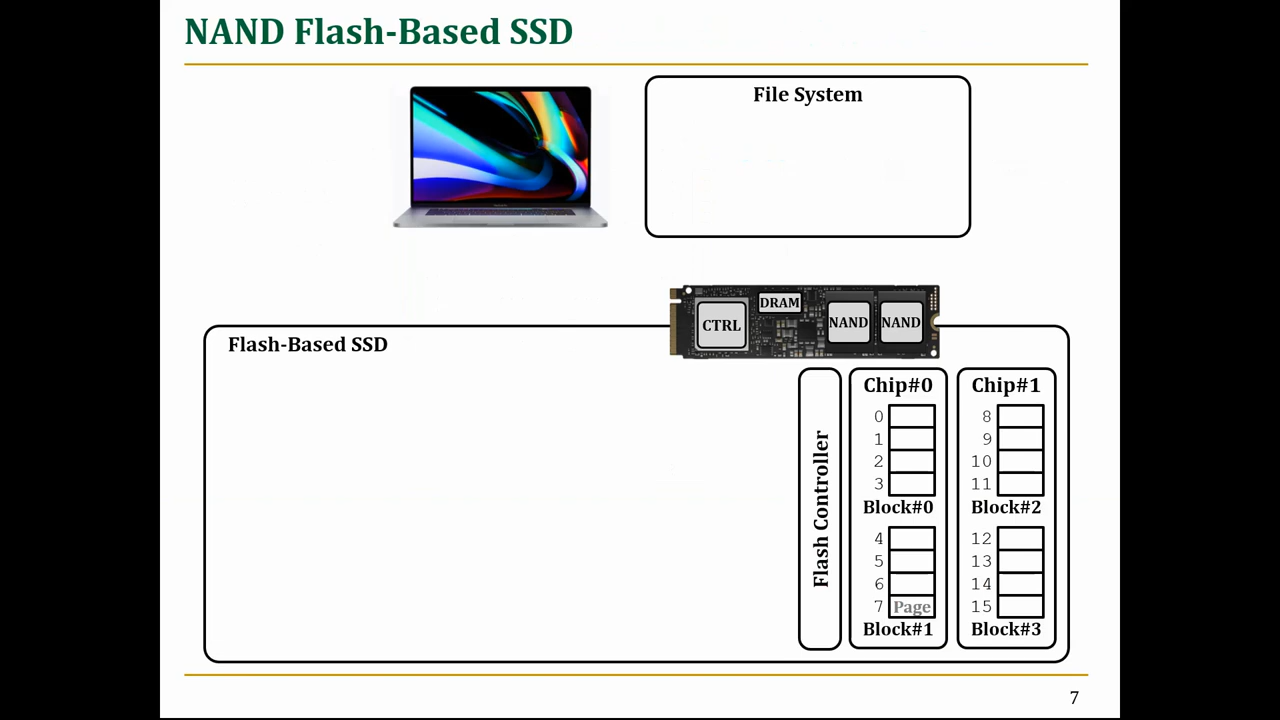 NAND Flash-Based SSD
File System
CTRL
DRAM
NAND
NAND
Flash-Based SSD
Flash Controller
Chip#0
0
1
2
3
Block#0
4
5
6
7 Page
Block#1
Chip#1
8
9
10
11
Block#2
12
13
14
15
Block#3
7